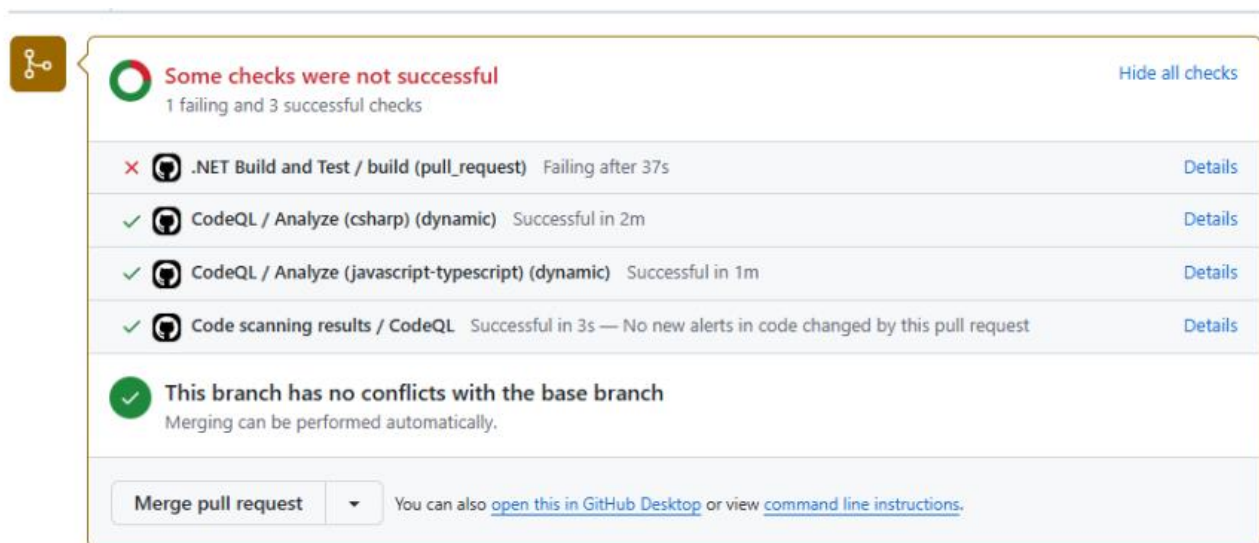 Some checks were not successful
Hide all checks
1 failing and 3 successful checks
.NET Build and Test / build (pull_request) Failing after 37s Details
CodeQL / Analyze (csharp) (dynamic) Successful in 2m Details
CodeQL / Analyze (javascript-typescript) (dynamic) Successful in 1m Details
Code scanning results / CodeQL Successful in 3s — No new alerts in code changed by this pull request Details
This branch has no conflicts with the base branch
Merging can be performed automatically.
Merge pull request You can also open this in GitHub Desktop or view command line instructions.